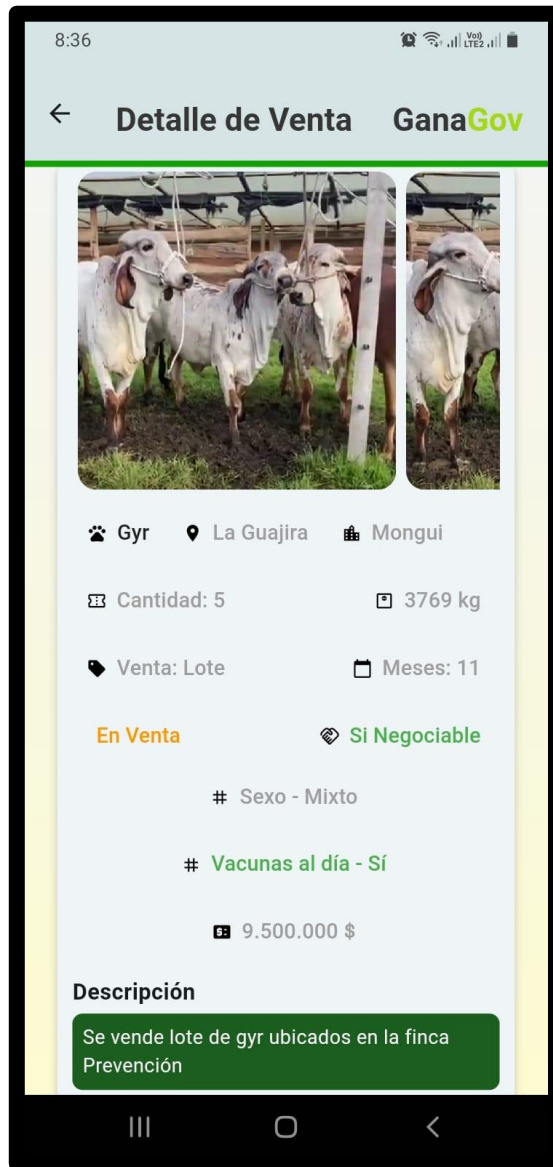 8:36
Vo)) LTE2
Detalle de Venta GanaGov
Gyr La Guajira Mongui
Cantidad: 5 3769 kg
Venta: Lote Meses: 11
En Venta Si Negociable
# Sexo - Mixto
# Vacunas al día - Sí
9.500.000 $
Descripción
Se vende lote de gyr ubicados en la finca
Prevención